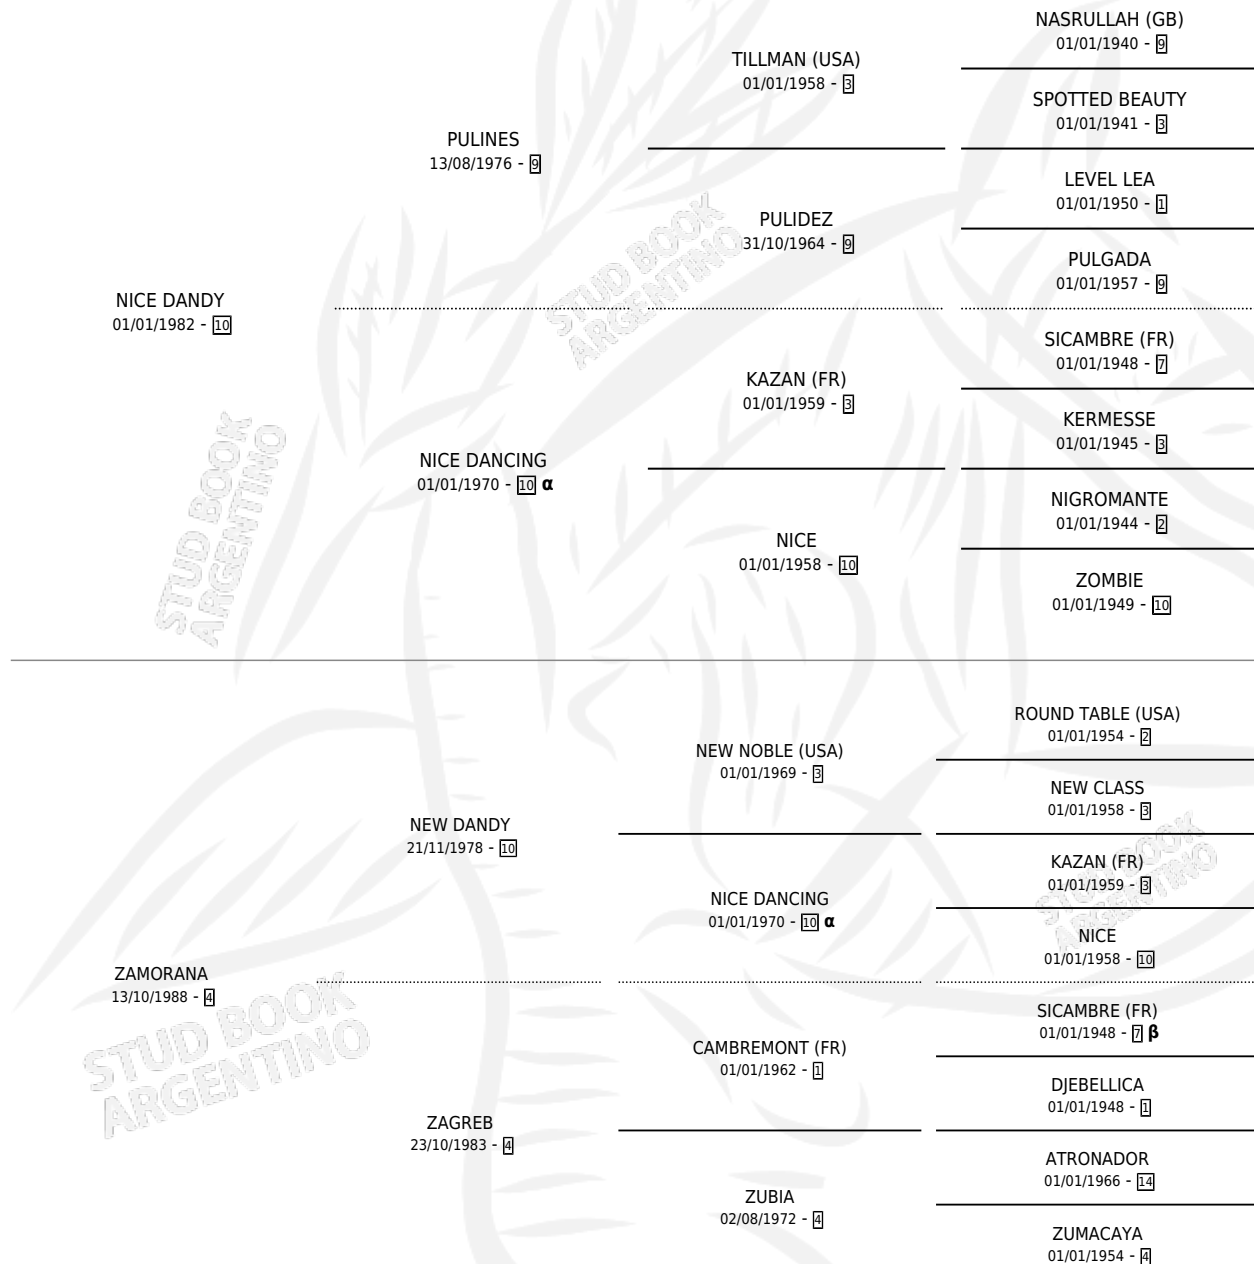 NASRULLAH (GB)
01/01/1940 - 9
TILLMAN (USA)
01/01/1958 - 3
SPOTTED BEAUTY
01/01/1941 - 3
PULINES
13/08/1976 - 9
LEVEL LEA
01/01/1950 - 1
PULIDEZ
31/10/1964 - 9
PULGADA
01/01/1957 - 9
NICE DANDY
01/01/1982 - 10
SICAMBRE (FR)
01/01/1948 - 7
KAZAN (FR)
01/01/1959 - 3
KERMESSE
01/01/1945 - 3
NICE DANCING
01/01/1970 - 10 α
NIGROMANTE
01/01/1944 - 2
NICE
01/01/1958 - 10
ZOMBIE
01/01/1949 - 10
STUD BOOK
ARGENTINO
STUD BOOK
ARGENTINO
ROUND TABLE (USA)
01/01/1954 - 2
NEW NOBLE (USA)
01/01/1969 - 3
NEW CLASS
01/01/1958 - 3
NEW DANDY
21/11/1978 - 10
KAZAN (FR)
01/01/1959 - 3
NICE DANCING
01/01/1970 - 10 α
NICE
01/01/1958 - 10
ZAMORANA
13/10/1988 - 4
SICAMBRE (FR)
01/01/1948 - 7 β
CAMBREMONT (FR)
01/01/1962 - 1
DJEBELLICA
01/01/1948 - 1
ZAGREB
23/10/1983 - 4
ATRONADOR
01/01/1966 - 14
ZUBIA
02/08/1972 - 4
ZUMACAYA
01/01/1954 - 4
STUD BOOK
ARGENTINO
STUD BOOK
ARGENTINO